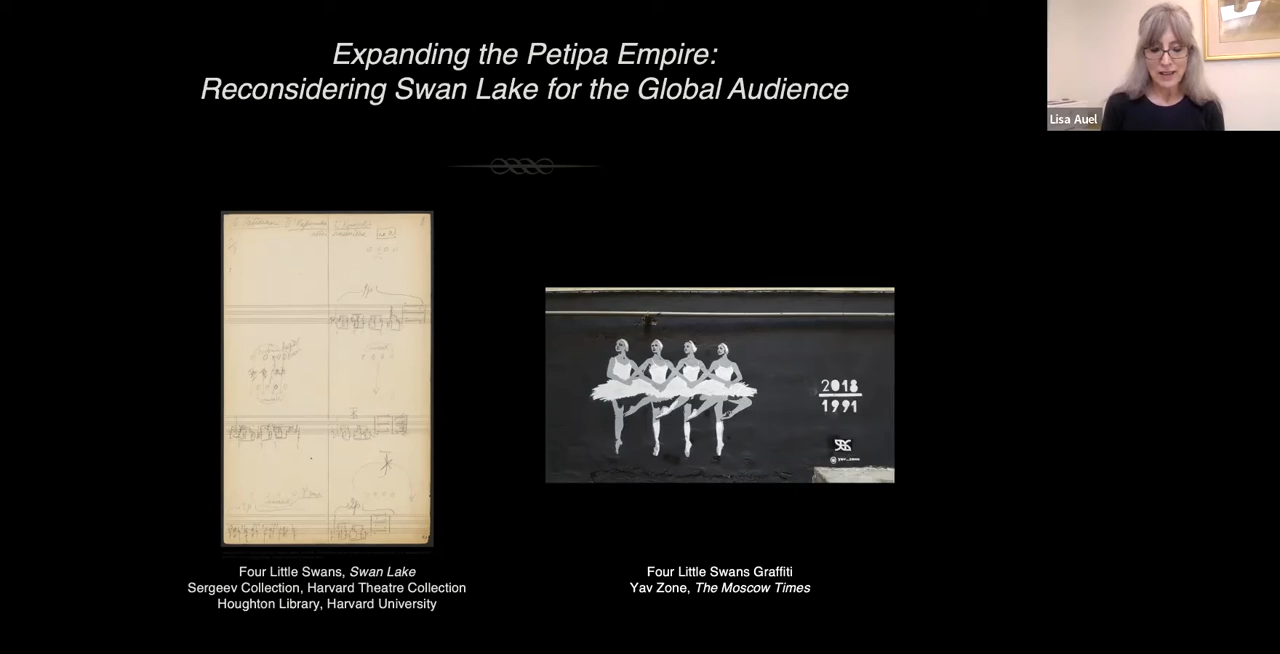 Expanding the Petipa Empire:
Reconsidering Swan Lake for the Global Audience
Lisa Auel
2018
1991
yav_zone
Four Little Swans, Swan Lake
Sergeev Collection, Harvard Theatre Collection
Houghton Library, Harvard University
Four Little Swans Graffiti
Yav Zone, The Moscow Times